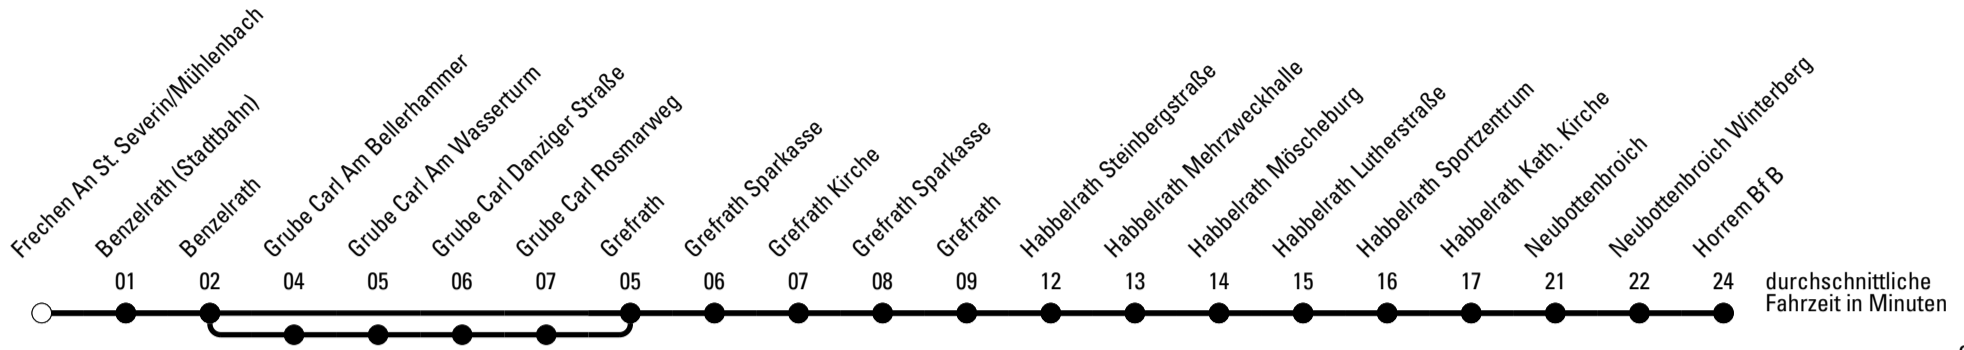 Frechen An St. Severin/Mühlenbach
Benzelrath (Stadtbahn)
Benzelrath
Grube Carl Am Bellerhammer
Grube Carl Am Wasserturm
Grube Carl Danziger Straße
Grube Carl Rosmarweg
Grefrath
Grefrath Sparkasse
Grefrath Kirche
Grefrath Sparkasse
Grefrath
Habbelrath Steinbergstraße
Habbelrath Mehrzweckhalle
Habbelrath Möscheburg
Habbelrath Lutherstraße
Habbelrath Sportzentrum
Habbelrath Kath. Kirche
Neubottenbroich
Neubottenbroich Winterberg
Horrem Bf B
01 02 04 05 06 07 05 06 07 08 09 12 13 14 15 16 17 21 22 24
durchschnittliche
Fahrzeit in Minuten